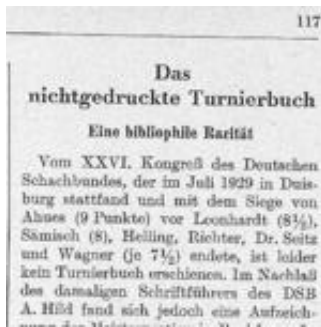 117
Das
nichtgedruckte Turnierbuch
Eine bibliophile Rarität
Vom XXVI. Kongreß des Deutschen
Schachbundes, der im Juli 1929 in Duis-
burg stattfand und mit dem Siege von
Ahues (9 Punkte) vor Leonhardt (8½),
Sämisch (8), Helling, Richter, Dr. Seitz
und Wagner (je 7½) endete, ist leider
kein Turnierbuch erschienen. Im Nachlaß
des damaligen Schriftführers des DSB
A. Hild fand sich jedoch eine Aufzeich-